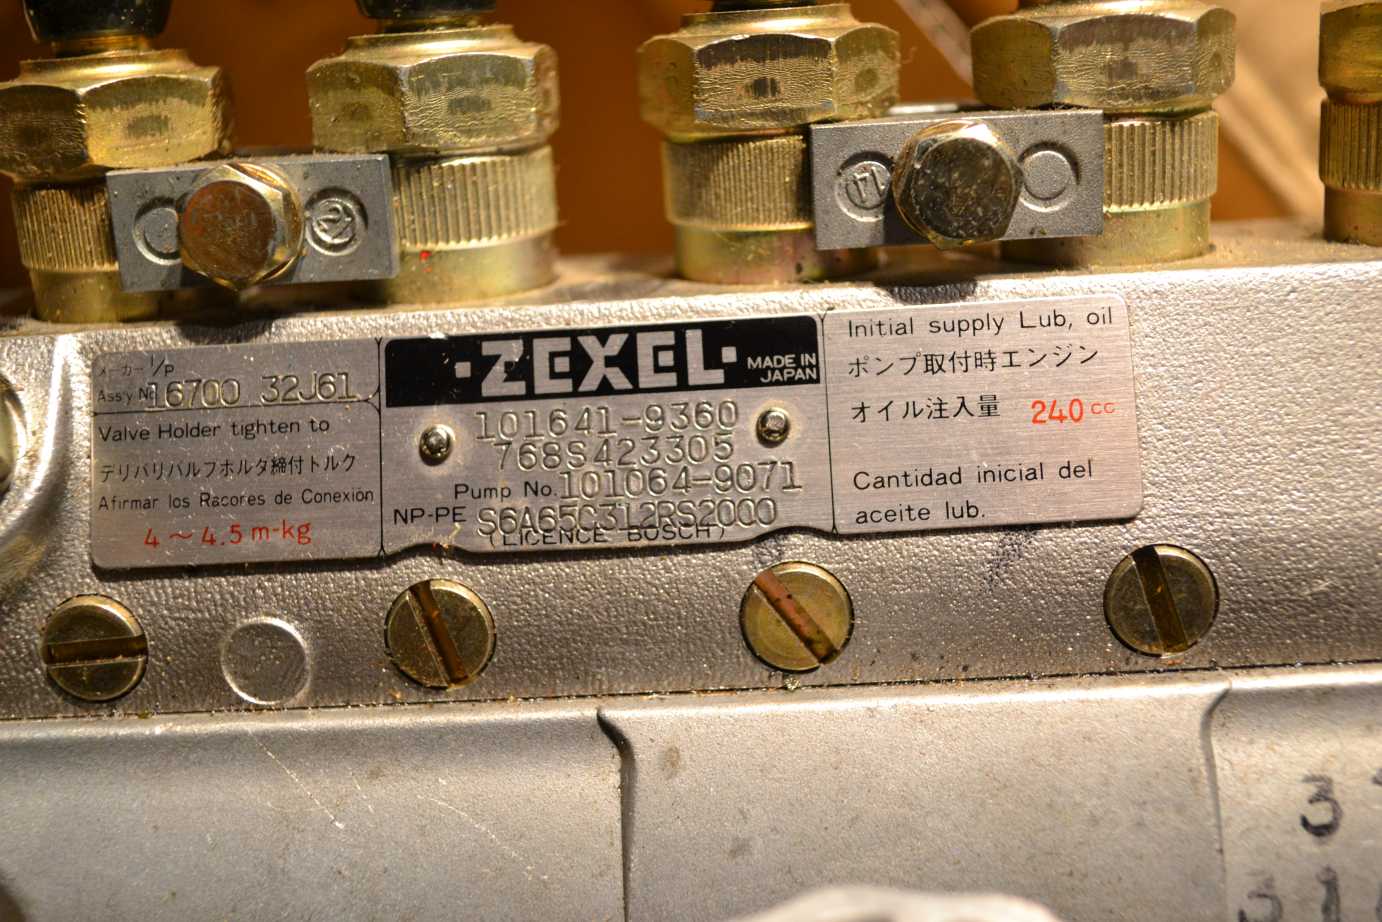 メーカー I/P
Ass'y No 16700 32J61
Valve Holder tighten to
デリバリバルブホルダ締付トルク
Afirmar los Racores de Conexión
4～4.5 m-kg
·ZEXEL·
MADE IN
JAPAN
101641-9360
768S423305
Pump No. 101064-9071
NP-PE S6A65C312RS2000
(LICENCE BOSCH)
Initial supply Lub, oil
ポンプ取付時エンジン
オイル注入量 240 cc
Cantidad inicial del
aceite lub.
17
3